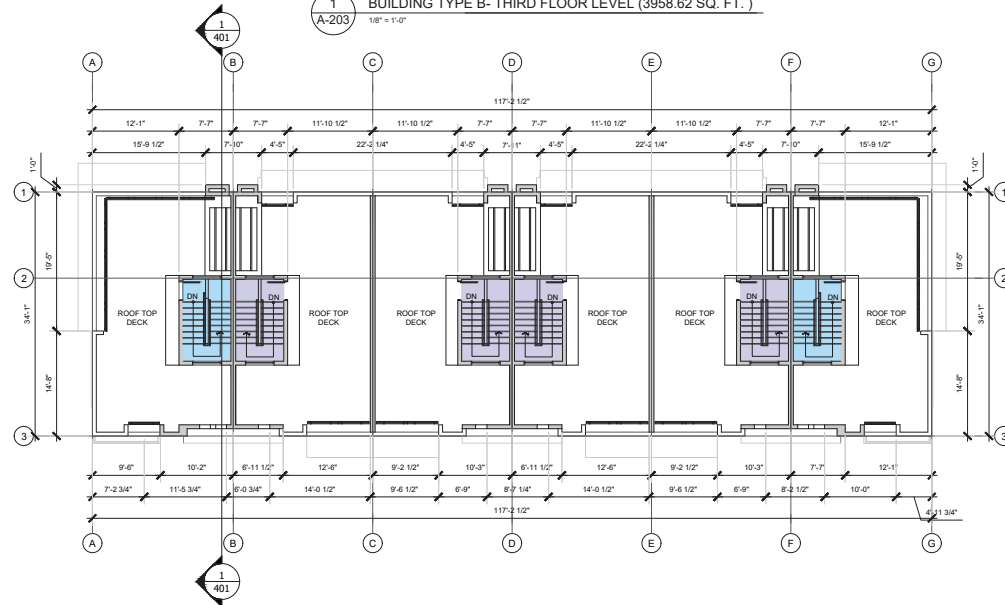 1
A-203
BUILDING TYPE B- THIRD FLOOR LEVEL (3958.62 SQ. FT. )
1/8" = 1'-0"
1
401
A B C D E F G
117'-2 1/2"
12'-1" 7'-7" 7'-7" 11'-10 1/2" 11'-10 1/2" 7'-7" 7'-7" 11'-10 1/2" 11'-10 1/2" 7'-7" 7'-7" 12'-1"
15'-9 1/2" 7'-10" 4'-5" 22'-2 1/4" 4'-5" 7'-11" 4'-5" 22'-2 1/4" 4'-5" 7'-10" 15'-9 1/2"
1'-0" 1'-0"
1 1
19'-5" 19'-5"
2 2
34'-1" 34'-1"
DN DN DN DN DN DN
ROOF TOP ROOF TOP ROOF TOP ROOF TOP ROOF TOP ROOF TOP
DECK DECK DECK DECK DECK DECK
14'-8" 14'-8"
3 3
9'-6" 10'-2" 6'-11 1/2" 12'-6" 9'-2 1/2" 10'-3" 6'-11 1/2" 12'-6" 9'-2 1/2" 10'-3" 7'-7" 12'-1"
7'-2 3/4" 11'-5 3/4" 6'-0 3/4" 14'-0 1/2" 9'-6 1/2" 6'-9" 8'-7 1/4" 14'-0 1/2" 9'-6 1/2" 6'-9" 8'-2 1/2" 10'-0"
117'-2 1/2" 4'-11 3/4"
A B C D E F G
1
401